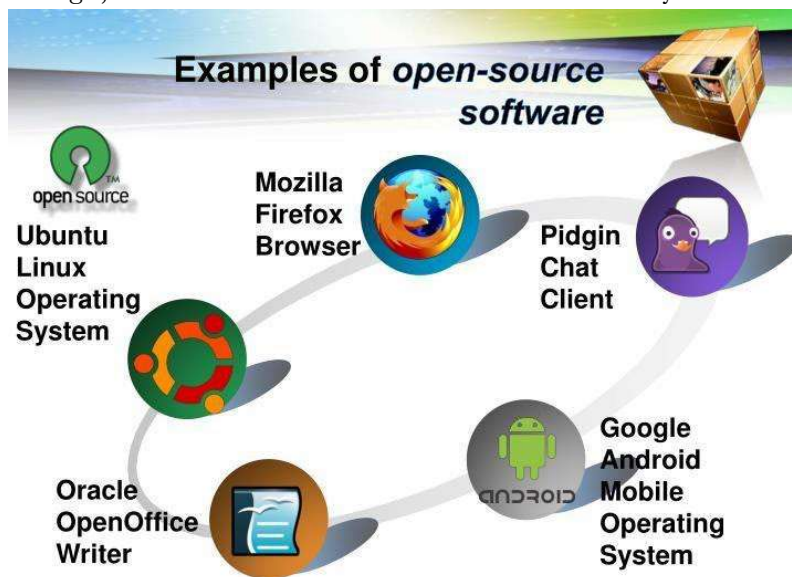 Examples of open-source
software
open source
TM
Ubuntu
Linux
Operating
System
Mozilla
Firefox
Browser
Pidgin
Chat
Client
Oracle
OpenOffice
Writer
ANDROID
Google
Android
Mobile
Operating
System